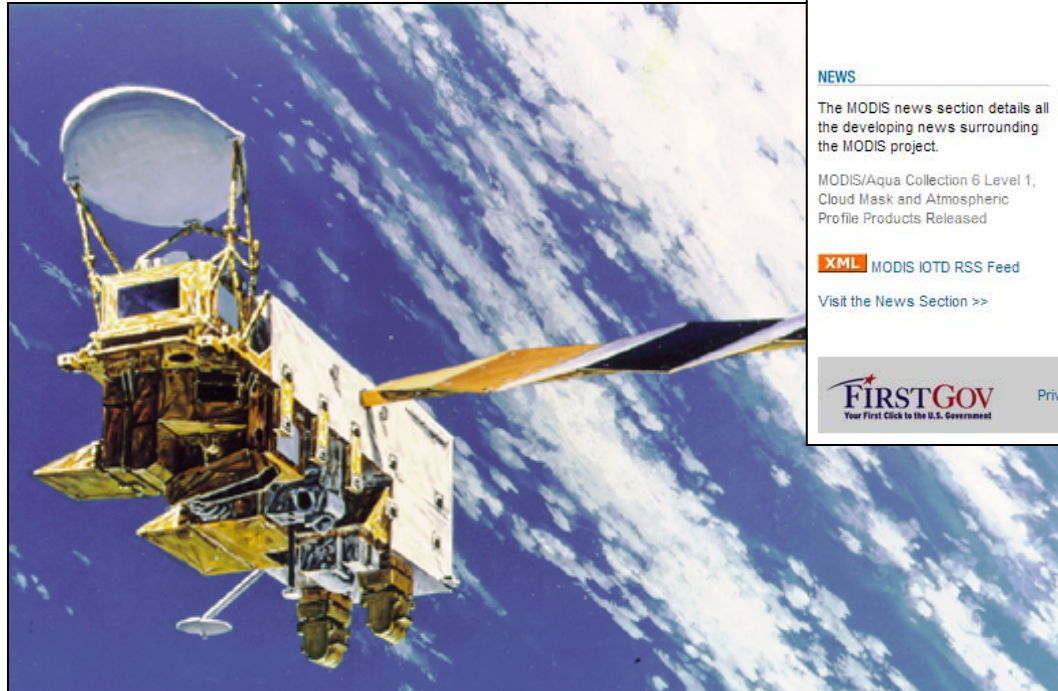 NEWS
The MODIS news section details all
the developing news surrounding
the MODIS project.
MODIS/Aqua Collection 6 Level 1,
Cloud Mask and Atmospheric
Profile Products Released
XML MODIS IOTD RSS Feed
Visit the News Section >>
FIRSTGOV
Your First Click to the U.S. Government